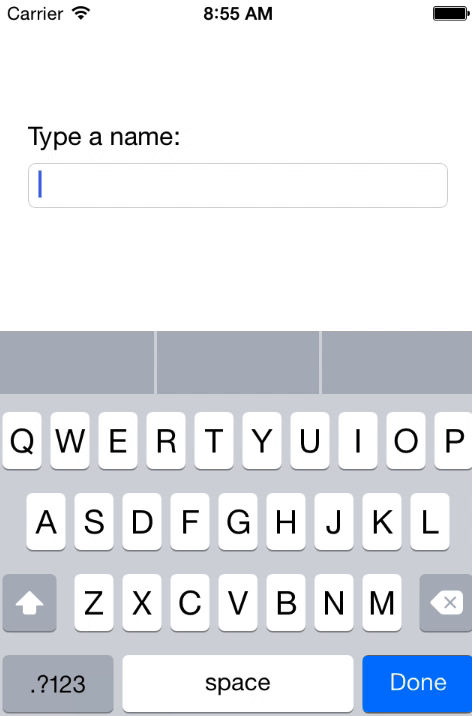 Carrier 8:55 AM
Type a name:
Q W E R T Y U I O P
A S D F G H J K L
Z X C V B N M
.?123 space Done